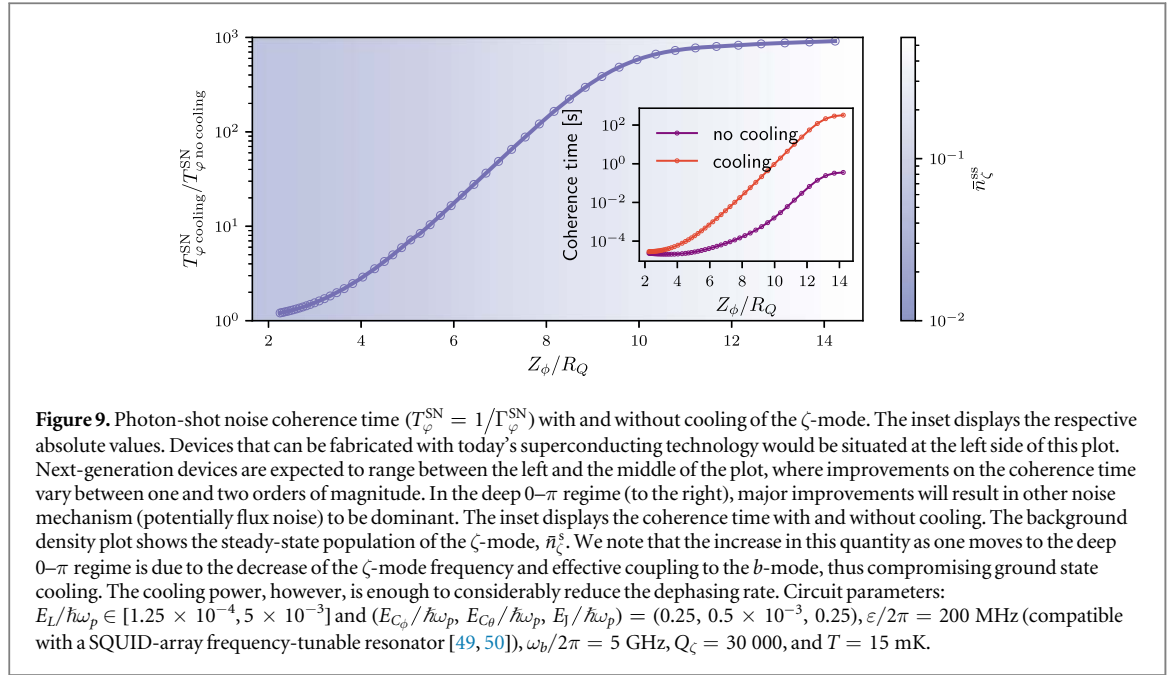 10³
10²
10¹
10⁰
T^SN_φ cooling/T^SN_φ no cooling
2 4 6 8 10 12 14
Z_ϕ/R_Q
Coherence time [s]
10²
10⁰
10⁻²
10⁻⁴
no cooling
cooling
2 4 6 8 10 12 14
Z_ϕ/R_Q
10⁻¹
10⁻²
n̄^ss_ζ
Figure 9. Photon-shot noise coherence time (T^SN_φ = 1/Γ^SN_φ) with and without cooling of the ζ-mode. The inset displays the respective
absolute values. Devices that can be fabricated with today's superconducting technology would be situated at the left side of this plot.
Next-generation devices are expected to range between the left and the middle of the plot, where improvements on the coherence time
vary between one and two orders of magnitude. In the deep 0–π regime (to the right), major improvements will result in other noise
mechanism (potentially flux noise) to be dominant. The inset displays the coherence time with and without cooling. The background
density plot shows the steady-state population of the ζ-mode, n̄^s_ζ. We note that the increase in this quantity as one moves to the deep
0–π regime is due to the decrease of the ζ-mode frequency and effective coupling to the b-mode, thus compromising ground state
cooling. The cooling power, however, is enough to considerably reduce the dephasing rate. Circuit parameters:
E_L/ℏω_p ∈ [1.25 × 10⁻⁴, 5 × 10⁻³] and (E_C_ϕ/ℏω_p, E_C_θ/ℏω_p, E_J/ℏω_p) = (0.25, 0.5 × 10⁻³, 0.25), ε/2π = 200 MHz (compatible
with a SQUID-array frequency-tunable resonator [49, 50]), ω_b/2π = 5 GHz, Q_ζ = 30 000, and T = 15 mK.